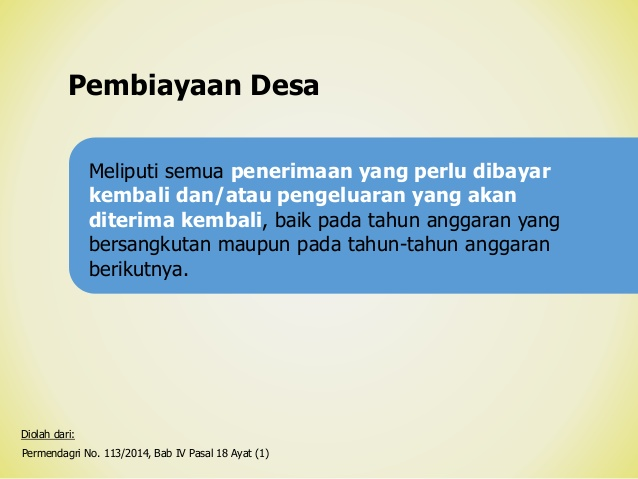 Pembiayaan Desa
Meliputi semua penerimaan yang perlu dibayar
kembali dan/atau pengeluaran yang akan
diterima kembali, baik pada tahun anggaran yang
bersangkutan maupun pada tahun-tahun anggaran
berikutnya.
Diolah dari:
Permendagri No. 113/2014, Bab IV Pasal 18 Ayat (1)